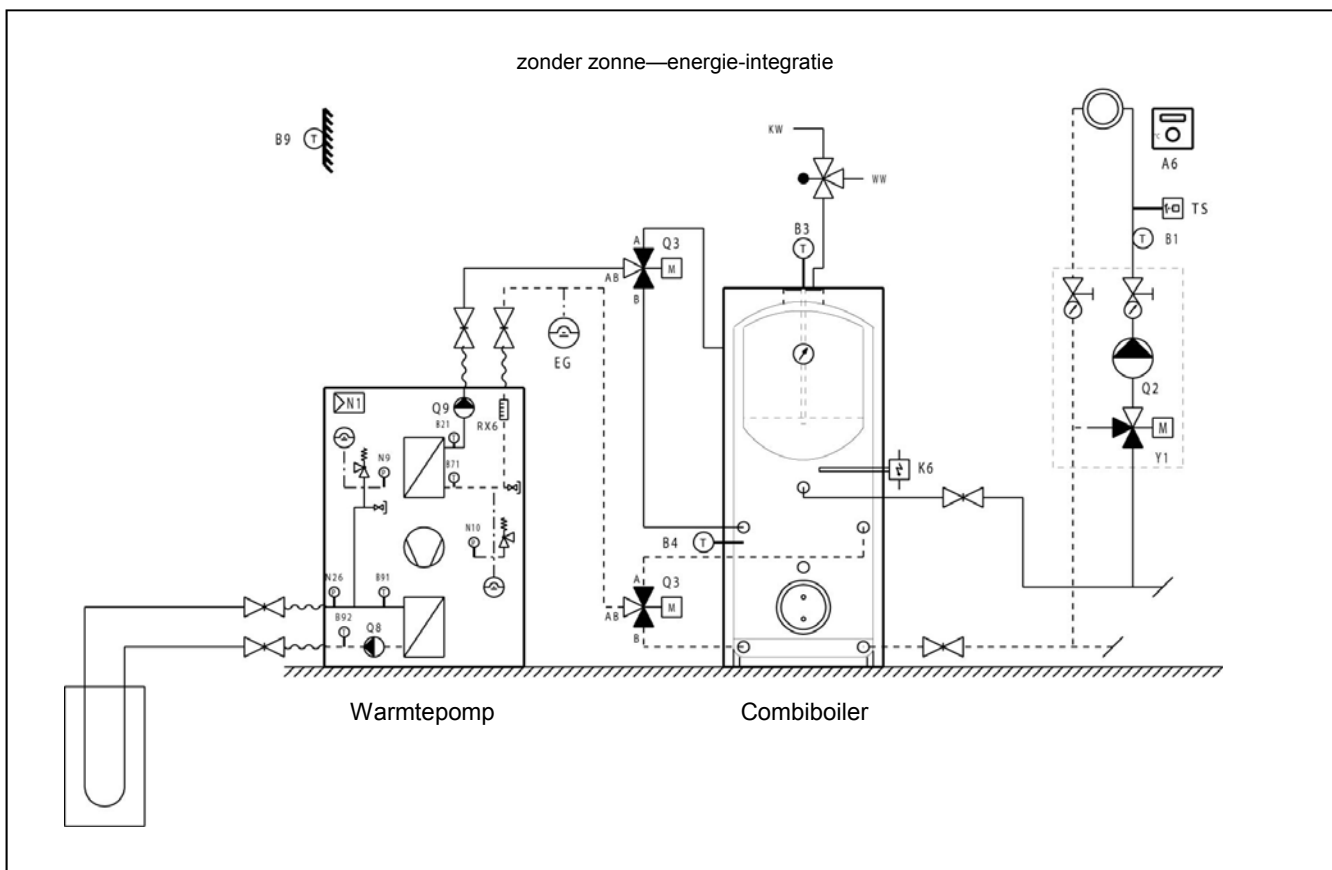 zonder zonne—energie-integratie
B9
T
KW
WW
°C
A6
TS
T
B1
B3
T
A
Q3
AB
M
B
EG
N1
Q9
B21
T
RX6
B71
T
N9
P
N10
P
K6
Q2
M
Y1
B4
T
A
Q3
AB
M
B
N26
P
B91
T
B92
T
Q8
Warmtepomp
Combiboiler